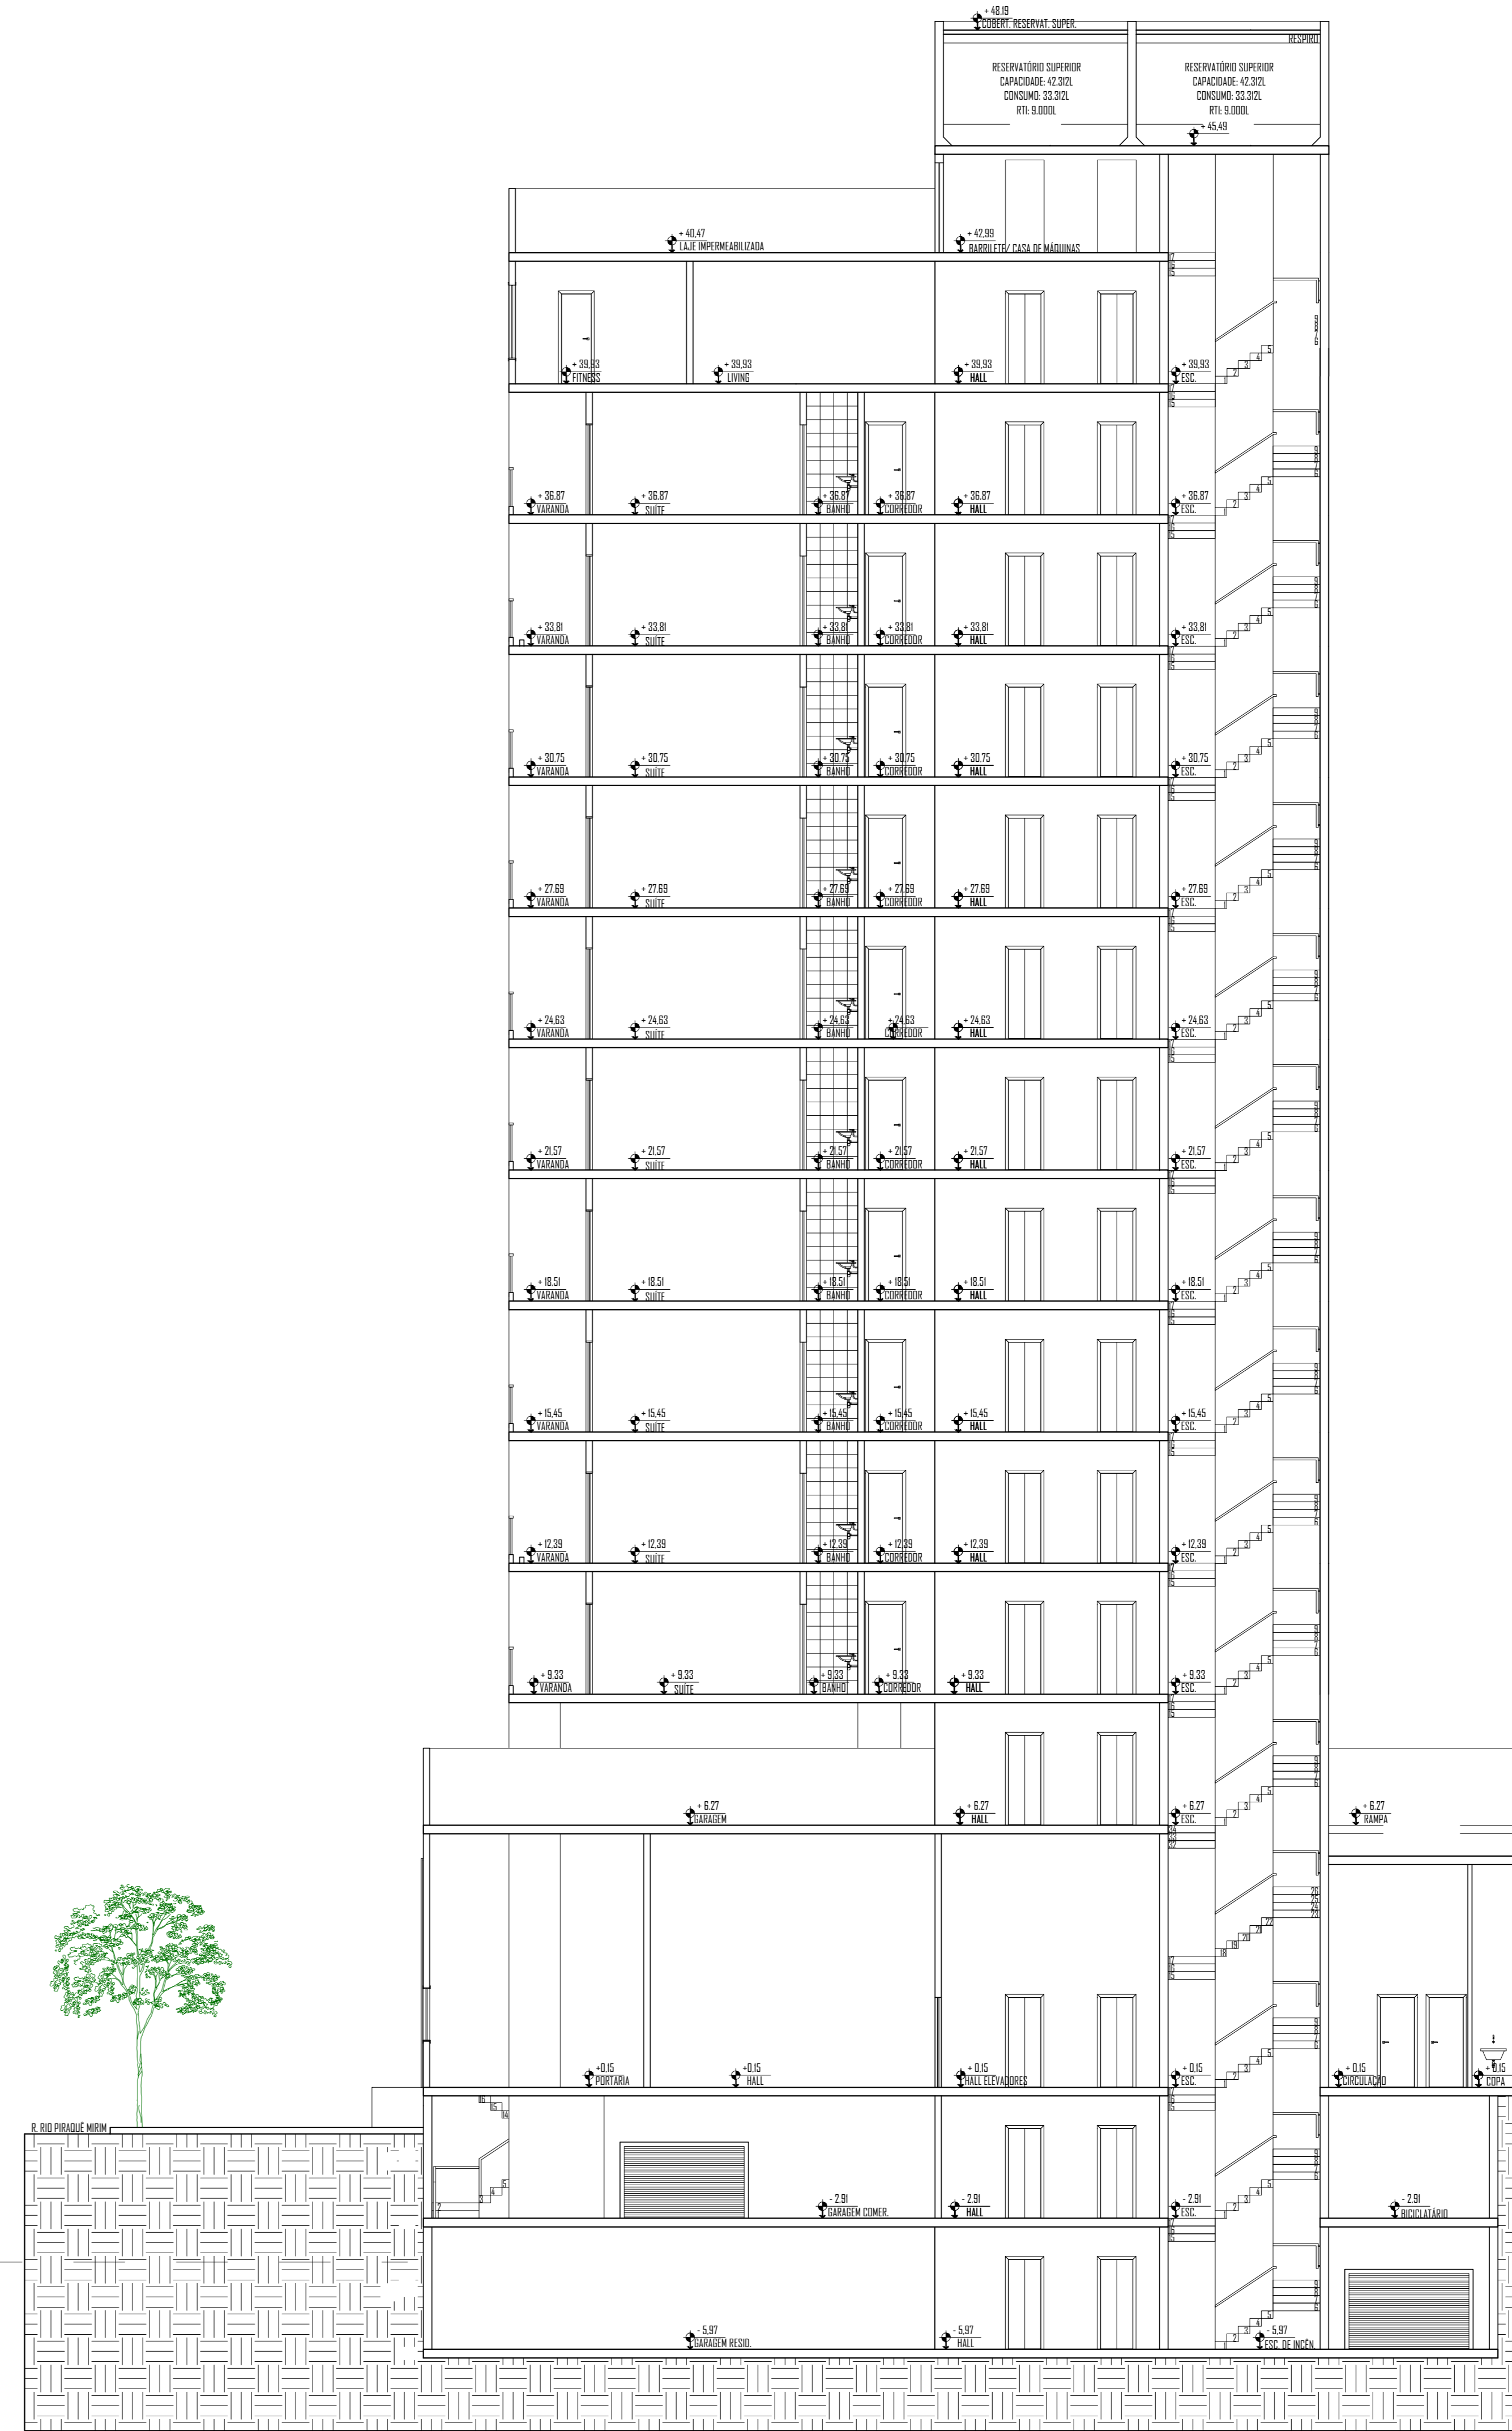 + 48.19
COBERT. RESERVAT. SUPER.
RESPIRO
RESERVATÓRIO SUPERIOR
CAPACIDADE: 42.312L
CONSUMO: 33.312L
RTI: 9.000L
RESERVATÓRIO SUPERIOR
CAPACIDADE: 42.312L
CONSUMO: 33.312L
RTI: 9.000L
+ 45.49
+ 40.47
LAJE IMPERMEABILIZADA
+ 42.99
BARRILETE/ CASA DE MÁQUINAS
+ 39.93 + 39.93 + 39.93 + 39.93
FITNESS LIVING HALL ESC.
+ 36.87 + 36.87 + 36.87 + 36.87 + 36.87 + 36.87
VARANDA SUÍTE BANHO CORREDOR HALL ESC.
+ 33.81 + 33.81 + 33.81 + 33.81 + 33.81 + 33.81
VARANDA SUÍTE BANHO CORREDOR HALL ESC.
+ 30.75 + 30.75 + 30.75 + 30.75 + 30.75 + 30.75
VARANDA SUÍTE BANHO CORREDOR HALL ESC.
+ 27.69 + 27.69 + 27.69 + 27.69 + 27.69 + 27.69
VARANDA SUÍTE BANHO CORREDOR HALL ESC.
+ 24.63 + 24.63 + 24.63 + 24.63 + 24.63 + 24.63
VARANDA SUÍTE BANHO CORREDOR HALL ESC.
+ 21.57 + 21.57 + 21.57 + 21.57 + 21.57 + 21.57
VARANDA SUÍTE BANHO CORREDOR HALL ESC.
+ 18.51 + 18.51 + 18.51 + 18.51 + 18.51 + 18.51
VARANDA SUÍTE BANHO CORREDOR HALL ESC.
+ 15.45 + 15.45 + 15.45 + 15.45 + 15.45 + 15.45
VARANDA SUÍTE BANHO CORREDOR HALL ESC.
+ 12.39 + 12.39 + 12.39 + 12.39 + 12.39 + 12.39
VARANDA SUÍTE BANHO CORREDOR HALL ESC.
+ 9.33 + 9.33 + 9.33 + 9.33 + 9.33 + 9.33
VARANDA SUÍTE BANHO CORREDOR HALL ESC.
+ 6.27 + 6.27 + 6.27 + 6.27
GARAGEM HALL ESC. RAMPA
+0.15 +0.15 + 0.15 + 0.15 + 0.15 + 0.15
PORTARIA HALL HALL ELEVADORES ESC. CIRCULAÇÃO COPA
R. RIO PIRAQUÊ MIRIM
- 2.91 - 2.91 - 2.91 - 2.91
GARAGEM COMER. HALL ESC. BICICLATÁRIO
- 5.97 - 5.97 - 5.97
GARAGEM RESID. HALL ESC. DE INCÊN.